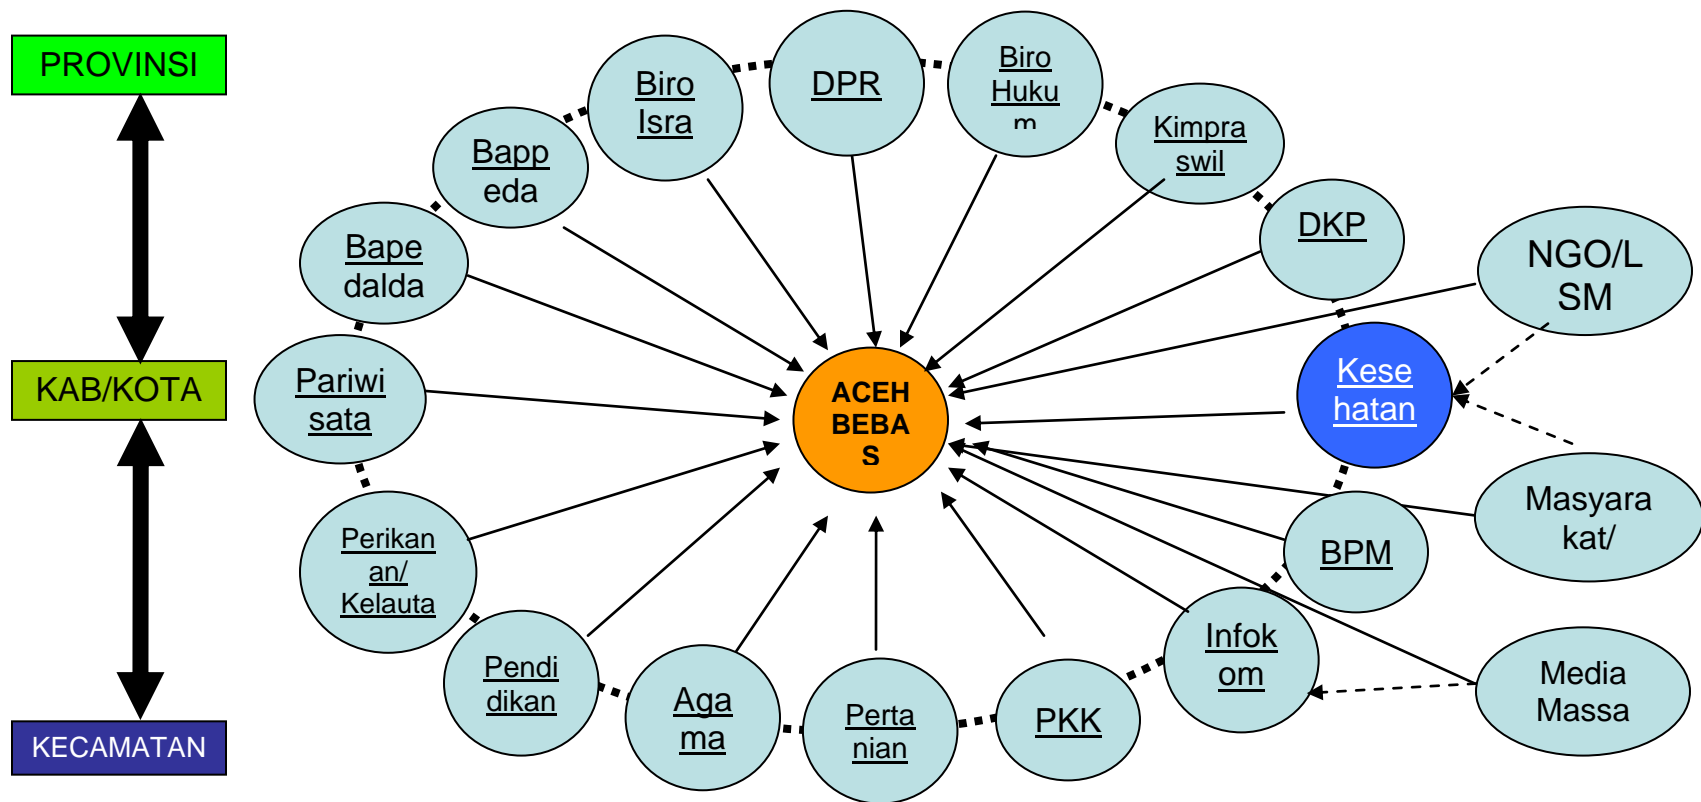 PROVINSI
KAB/KOTA
KECAMATAN
Biro
Isra
DPR
Biro
Huku
m
Kimpra
swil
DKP
NGO/L
SM
Kese
hatan
Masyara
kat/
BPM
Media
Massa
Infok
om
PKK
Perta
nian
Aga
ma
Pendi
dikan
Perikan
an/
Kelauta
Pariwi
sata
Bape
dalda
Bapp
eda
ACEH
BEBA
S